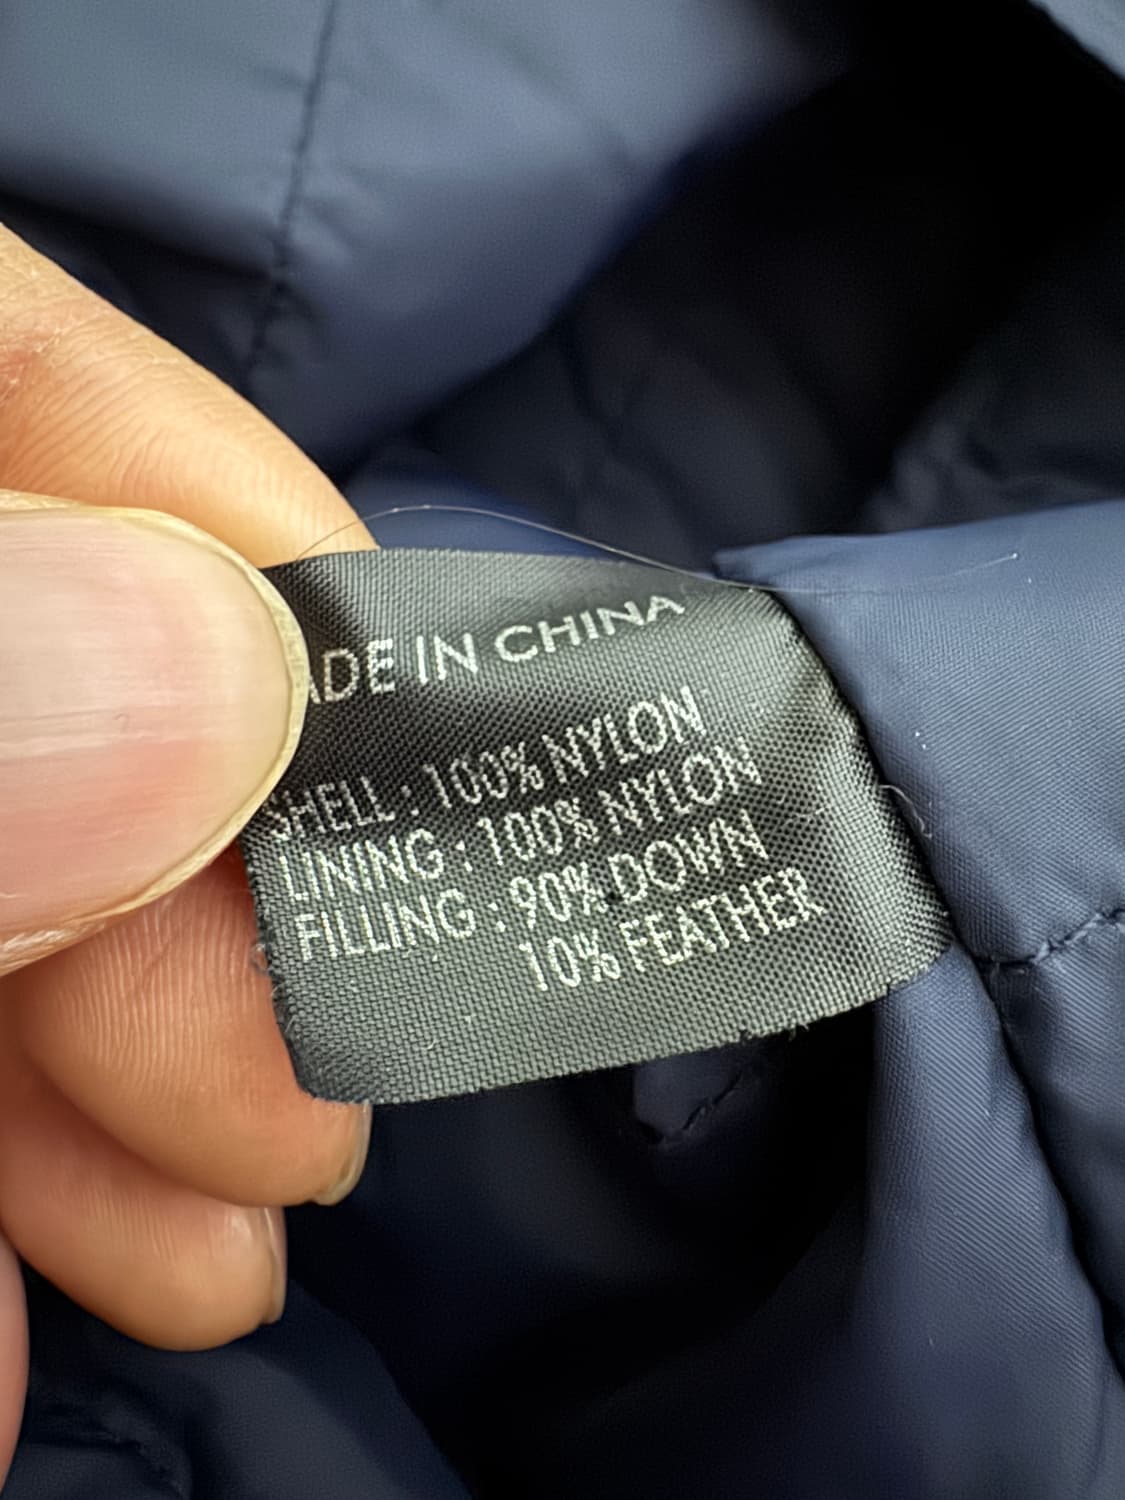 ADE IN CHINA
SHELL : 100% NYLON
LINING : 100% NYLON
FILLING : 90% DOWN
10% FEATHER